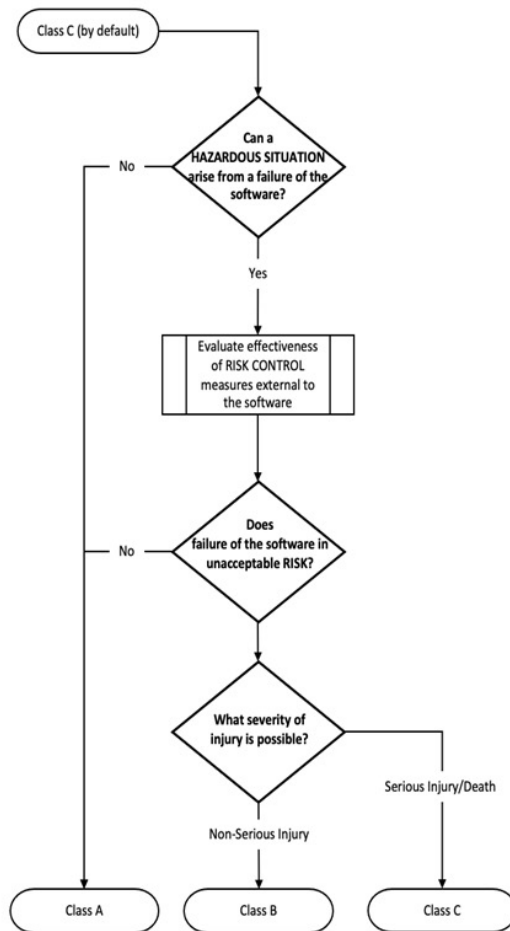 Class C (by default)
Can a
HAZARDOUS SITUATION
arise from a failure of the
software?
No
Yes
Evaluate effectiveness
of RISK CONTROL
measures external to
the software
Does
failure of the software in
unacceptable RISK?
No
What severity of
injury is possible?
Serious Injury/Death
Non-Serious Injury
Class A
Class B
Class C